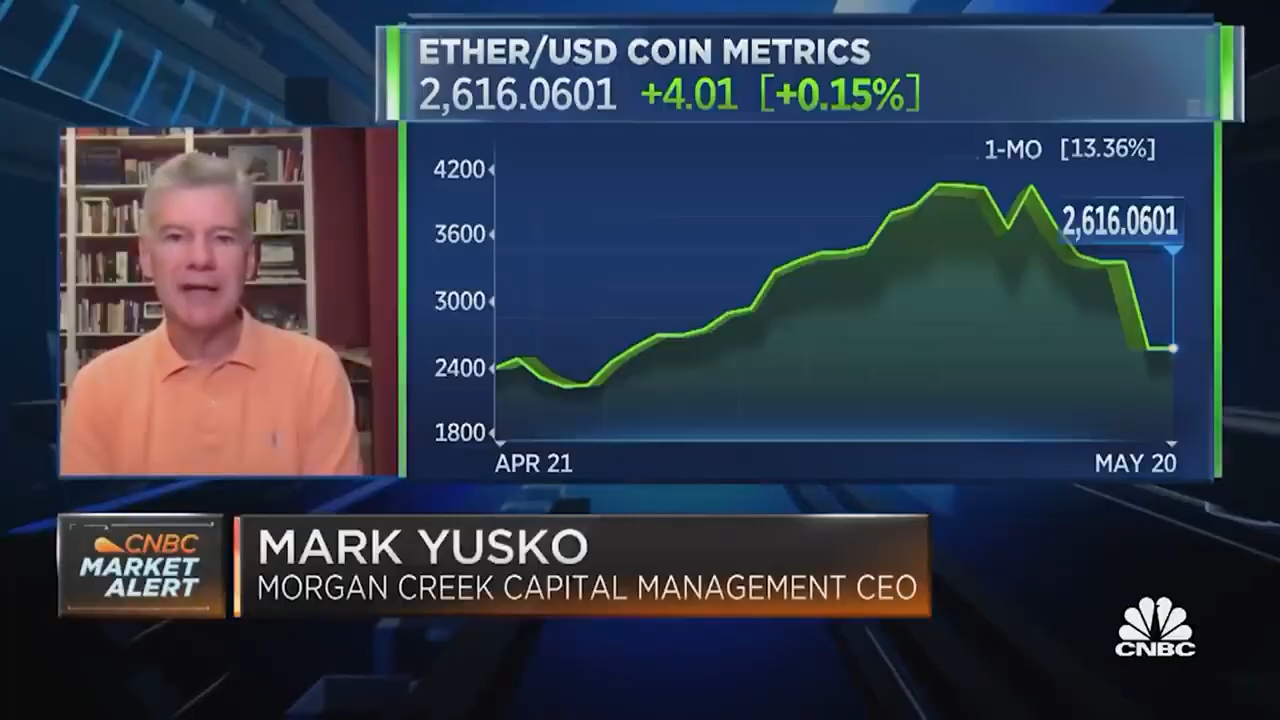 ETHER/USD COIN METRICS
2,616.0601 +4.01 [+0.15%]
1-MO [13.36%]
4200
3600
3000
2400
1800
2,616.0601
APR 21
MAY 20
CNBC
MARKET
ALERT
MARK YUSKO
MORGAN CREEK CAPITAL MANAGEMENT CEO
CNBC